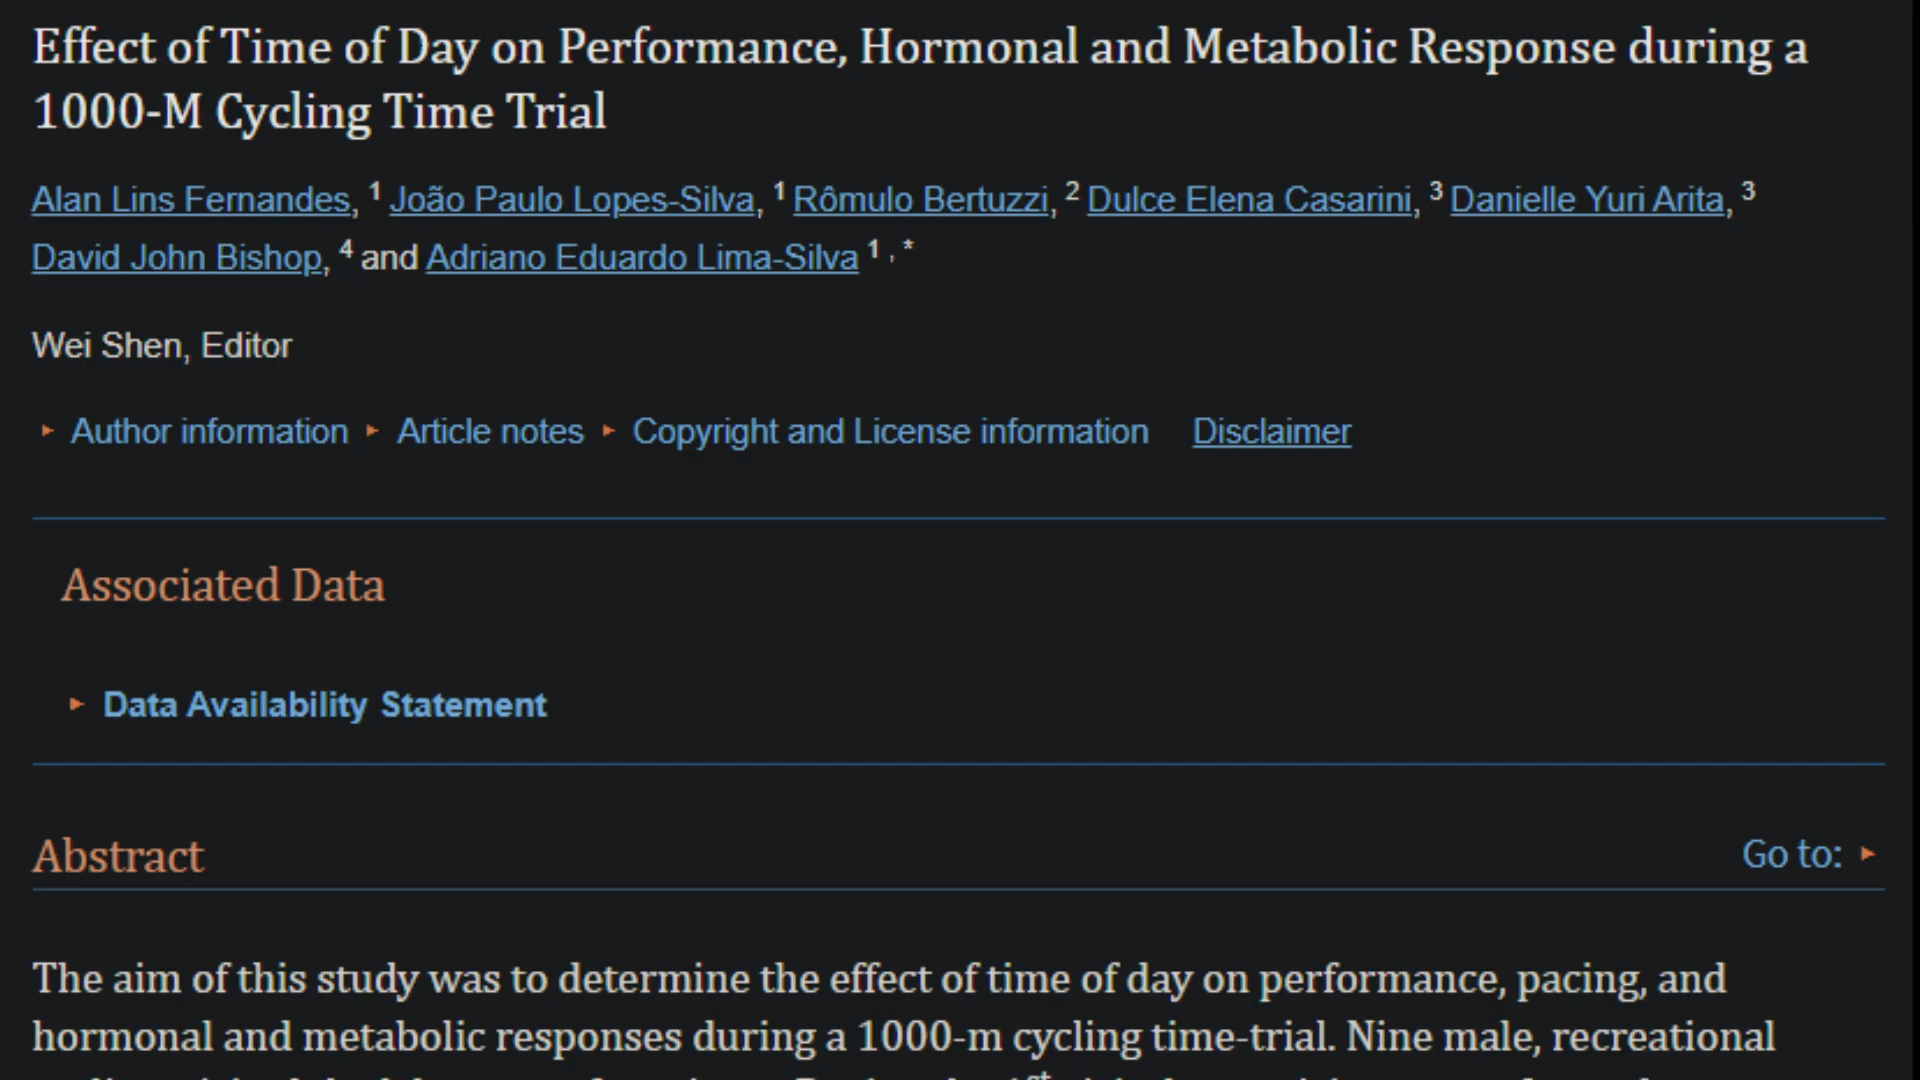 Effect of Time of Day on Performance, Hormonal and Metabolic Response during a
1000-M Cycling Time Trial
Alan Lins Fernandes, 1 João Paulo Lopes-Silva, 1 Rômulo Bertuzzi, 2 Dulce Elena Casarini, 3 Danielle Yuri Arita, 3
David John Bishop, 4 and Adriano Eduardo Lima-Silva 1 , *
Wei Shen, Editor
Author information Article notes Copyright and License information Disclaimer
Associated Data
Data Availability Statement
Abstract
Go to:
The aim of this study was to determine the effect of time of day on performance, pacing, and
hormonal and metabolic responses during a 1000-m cycling time-trial. Nine male, recreational